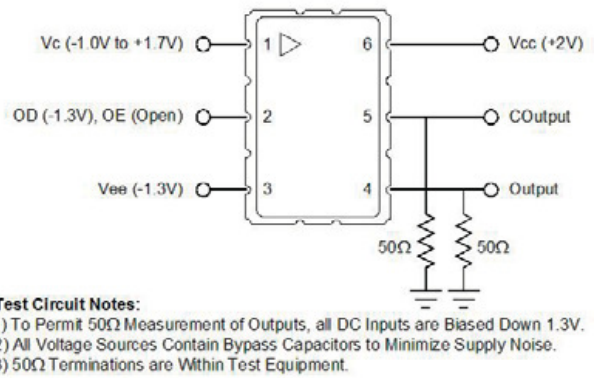 Vc (-1.0V to +1.7V) 1 6 Vcc (+2V)
OD (-1.3V), OE (Open) 2 5 COutput
Vee (-1.3V) 3 4 Output
50Ω 50Ω
Test Circuit Notes:
) To Permit 50Ω Measurement of Outputs, all DC Inputs are Biased Down 1.3V.
2) All Voltage Sources Contain Bypass Capacitors to Minimize Supply Noise.
3) 50Ω Terminations are Within Test Equipment.